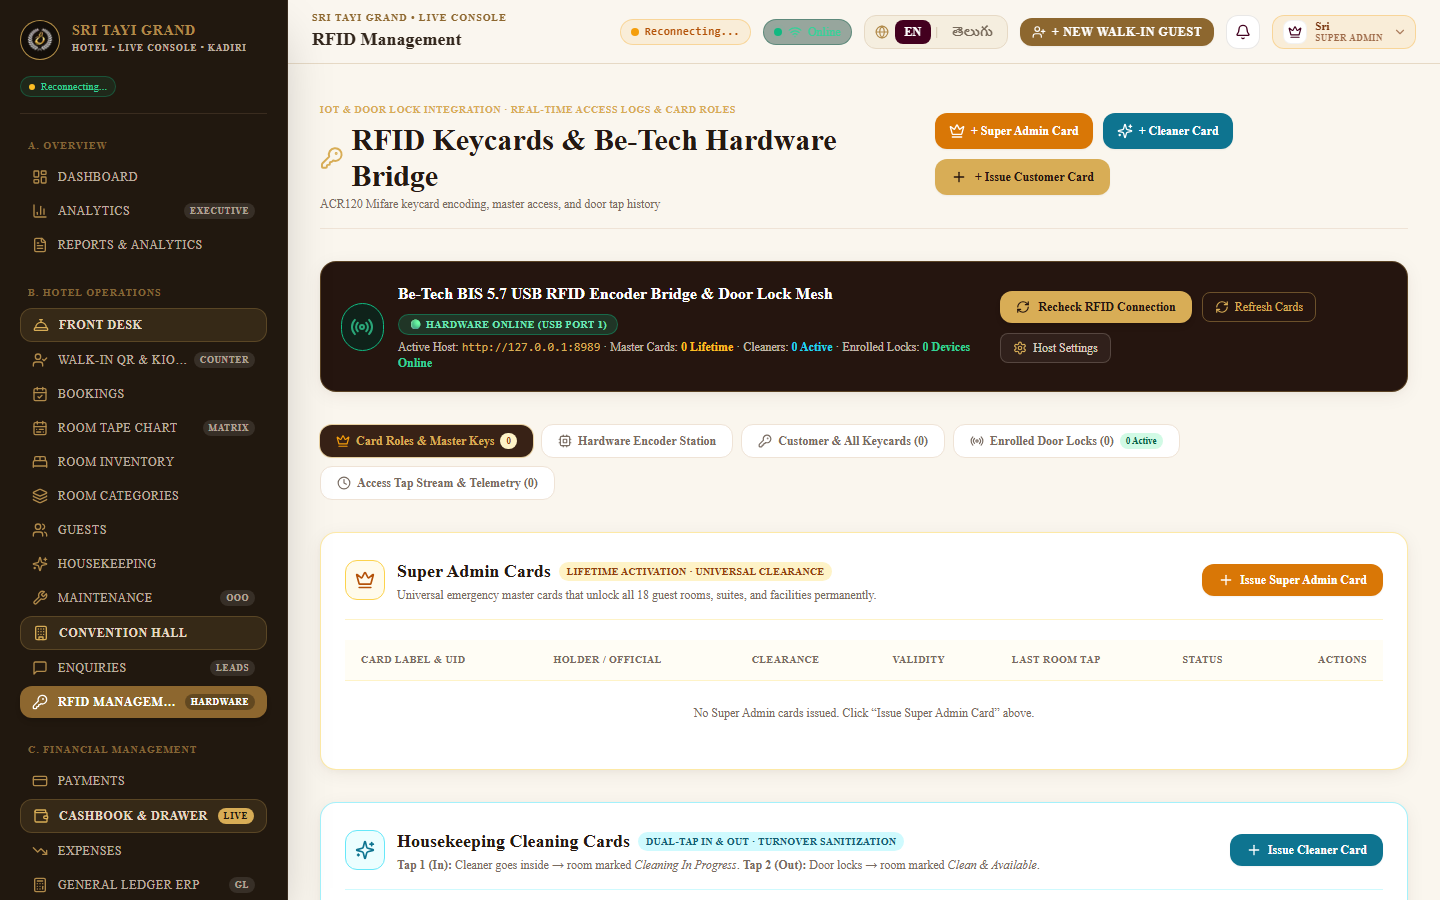 SRI TAYI GRAND
HOTEL • LIVE CONSOLE • KADIRI
Reconnecting...
A. OVERVIEW
DASHBOARD
ANALYTICS EXECUTIVE
REPORTS & ANALYTICS
B. HOTEL OPERATIONS
FRONT DESK
WALK-IN QR & KIO... COUNTER
BOOKINGS
ROOM TAPE CHART MATRIX
ROOM INVENTORY
ROOM CATEGORIES
GUESTS
HOUSEKEEPING
MAINTENANCE OOO
CONVENTION HALL
ENQUIRIES LEADS
RFID MANAGEM... HARDWARE
C. FINANCIAL MANAGEMENT
PAYMENTS
CASHBOOK & DRAWER LIVE
EXPENSES
GENERAL LEDGER ERP GL
SRI TAYI GRAND • LIVE CONSOLE
RFID Management
Reconnecting...
EN తెలుగు
+ NEW WALK-IN GUEST
Sri
SUPER ADMIN
IOT & DOOR LOCK INTEGRATION · REAL-TIME ACCESS LOGS & CARD ROLES
RFID Keycards & Be-Tech Hardware
Bridge
ACR120 Mifare keycard encoding, master access, and door tap history
+ Super Admin Card
+ Cleaner Card
+ Issue Customer Card
Be-Tech BIS 5.7 USB RFID Encoder Bridge & Door Lock Mesh
HARDWARE ONLINE (USB PORT 1)
Active Host: http://127.0.0.1:8989 · Master Cards: 0 Lifetime · Cleaners: 0 Active · Enrolled Locks: 0 Devices
Online
Recheck RFID Connection
Refresh Cards
Host Settings
Card Roles & Master Keys 0
Hardware Encoder Station
Customer & All Keycards (0)
Enrolled Door Locks (0) 0 Active
Access Tap Stream & Telemetry (0)
Super Admin Cards LIFETIME ACTIVATION · UNIVERSAL CLEARANCE
Universal emergency master cards that unlock all 18 guest rooms, suites, and facilities permanently.
Issue Super Admin Card
CARD LABEL & UID HOLDER / OFFICIAL CLEARANCE VALIDITY LAST ROOM TAP STATUS ACTIONS
No Super Admin cards issued. Click “Issue Super Admin Card” above.
Housekeeping Cleaning Cards DUAL-TAP IN & OUT · TURNOVER SANITIZATION
Tap 1 (In): Cleaner goes inside → room marked Cleaning In Progress. Tap 2 (Out): Door locks → room marked Clean & Available.
Issue Cleaner Card